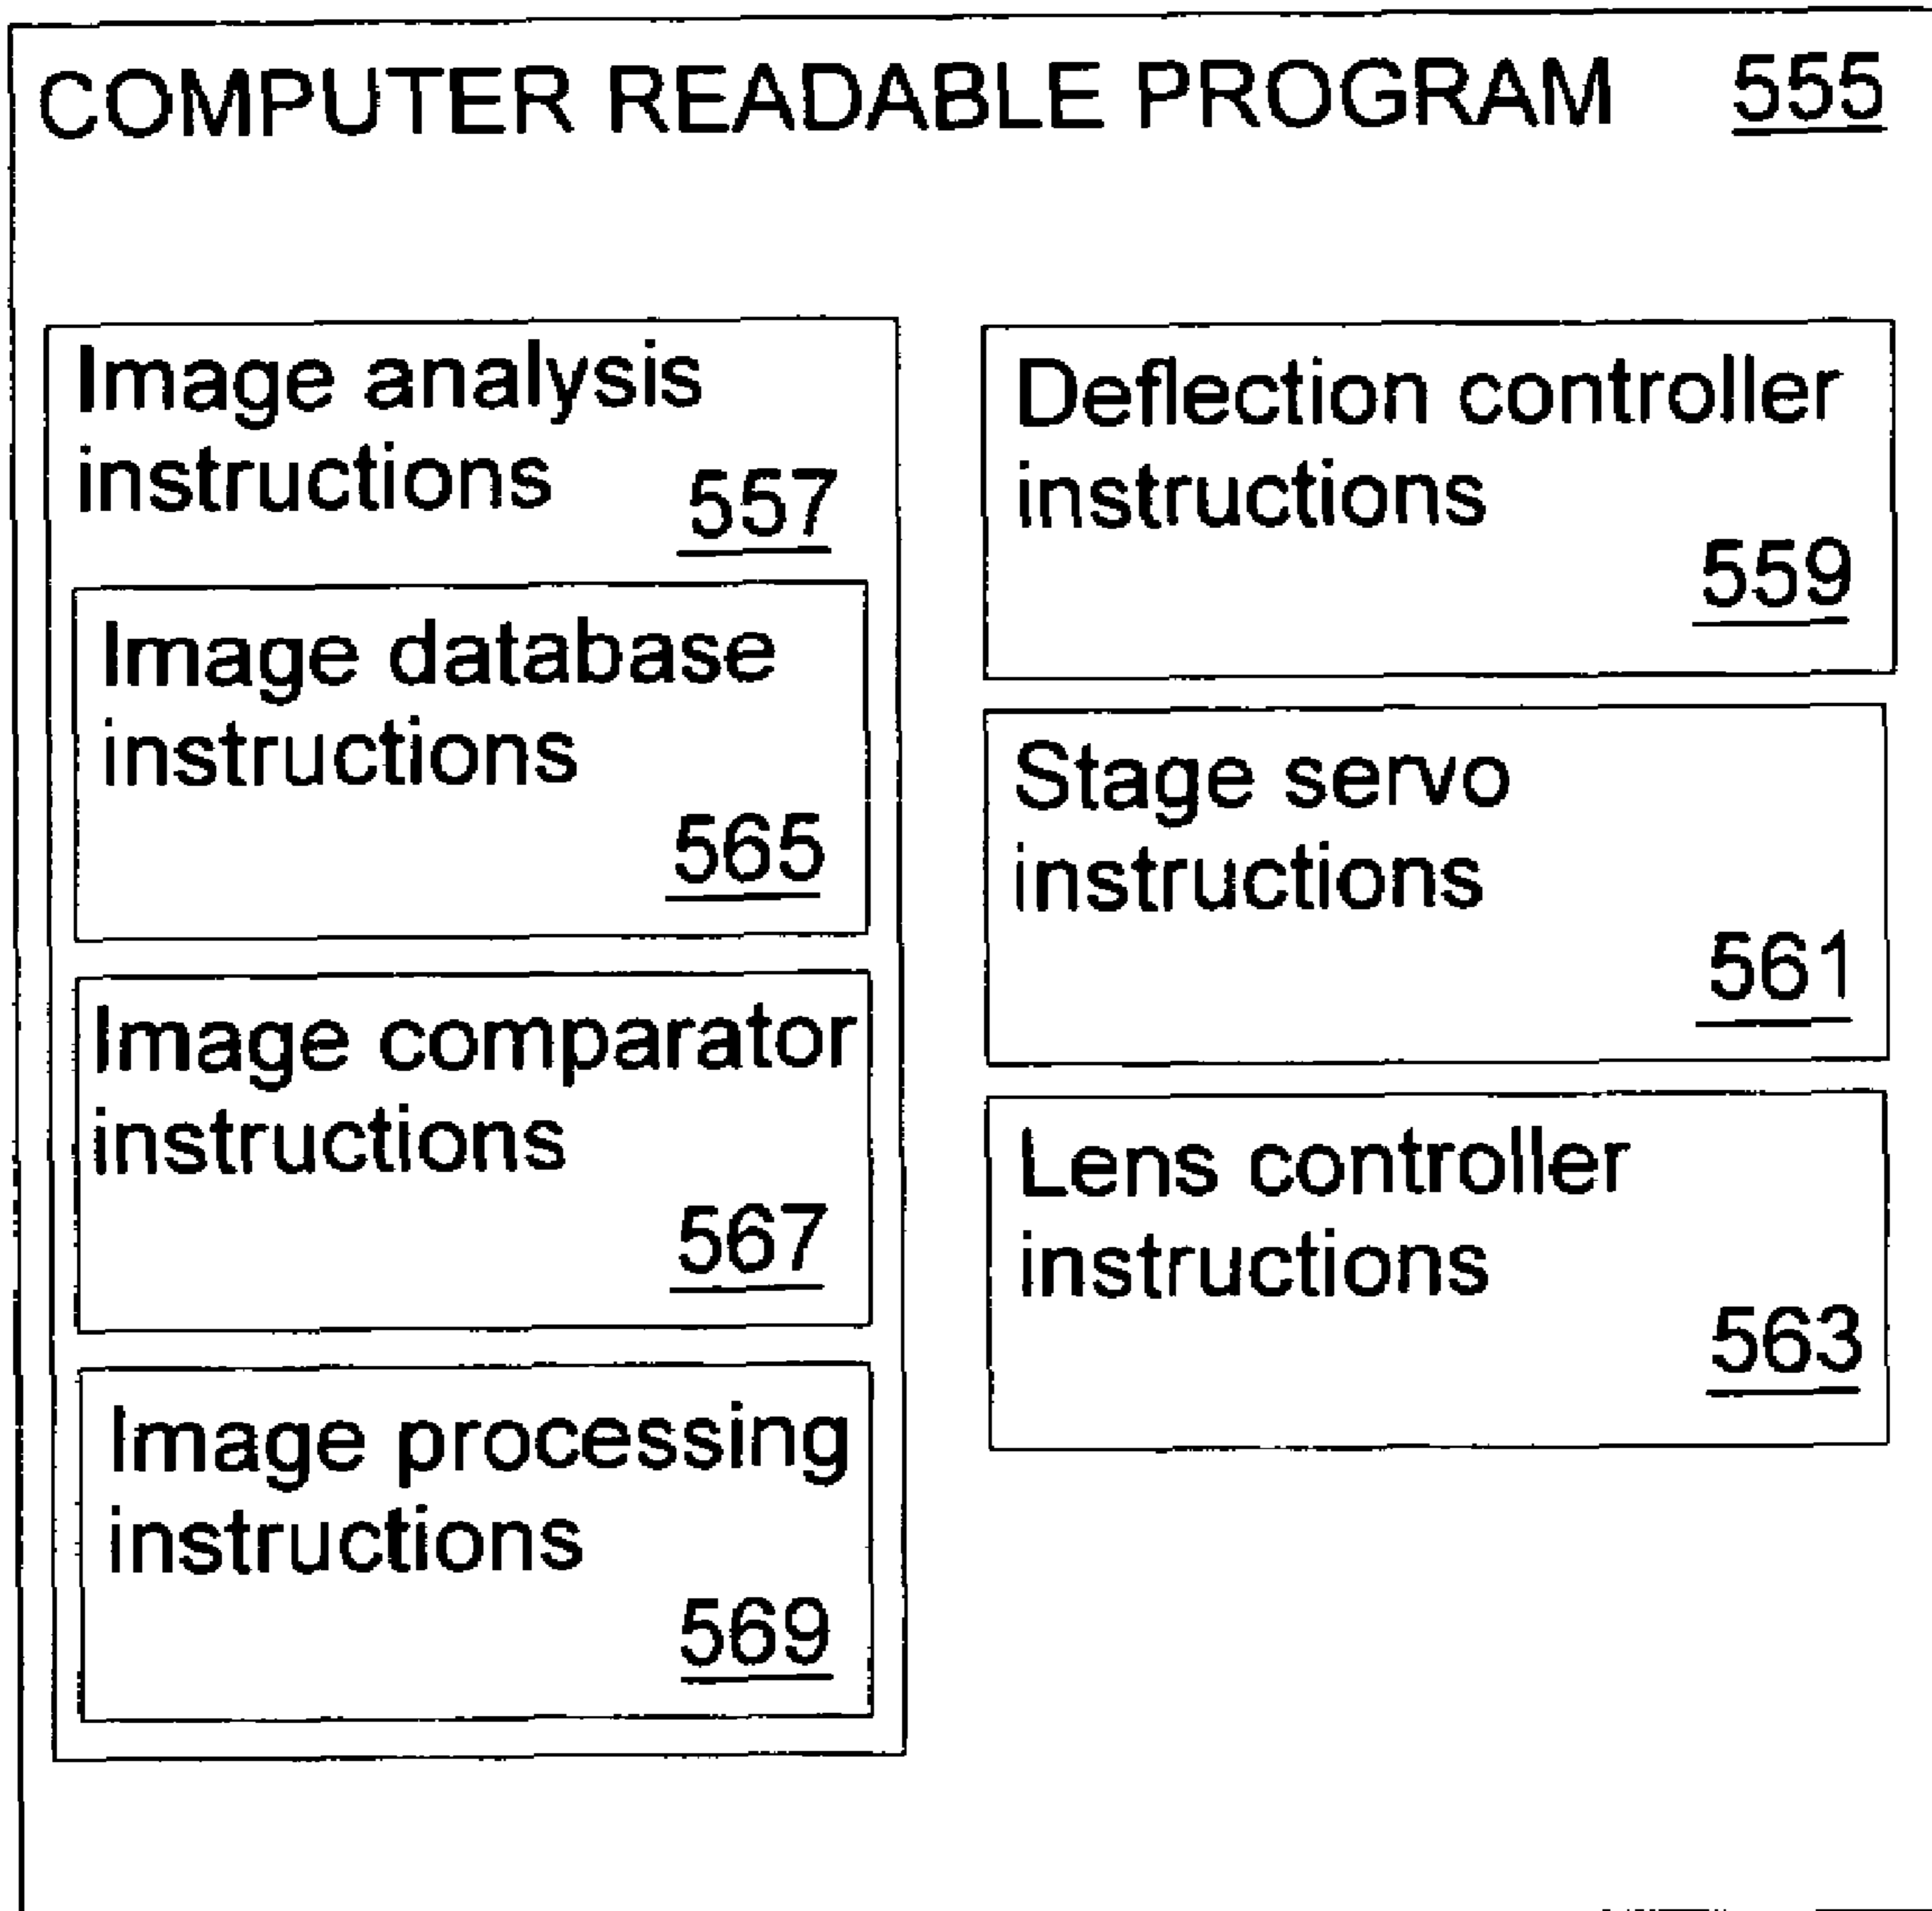 COMPUTER READABLE PROGRAM 555
Image analysis
instructions 557
Image database
instructions
565
Image comparator
instructions
567
Image processing
instructions
569
Deflection controller
instructions
559
Stage servo
instructions
561
Lens controller
instructions
563